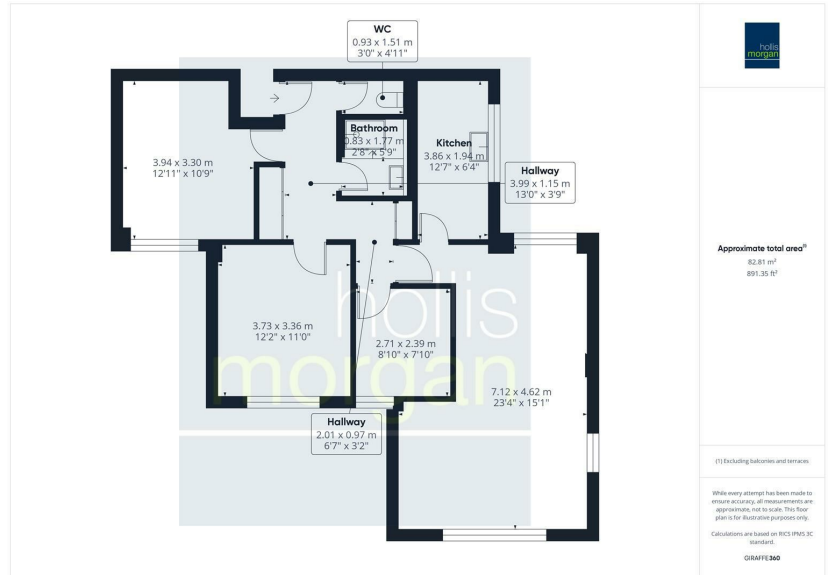 WC
0.93 x 1.51 m
3'0" x 4'11"
hollis
morgan
Bathroom
0.83 x 1.77 m
2'8" x 5'9"
Kitchen
3.86 x 1.94 m
12'7" x 6'4"
3.94 x 3.30 m
12'11" x 10'9"
Hallway
3.99 x 1.15 m
13'0" x 3'9"
Approximate total area⁽¹⁾
82.81 m²
891.35 ft²
3.73 x 3.36 m
12'2" x 11'0"
hollis
morgan
2.71 x 2.39 m
8'10" x 7'10"
7.12 x 4.62 m
23'4" x 15'1"
Hallway
2.01 x 0.97 m
6'7" x 3'2"
(1) Excluding balconies and terraces
While every attempt has been made to
ensure accuracy, all measurements are
approximate, not to scale. This floor
plan is for illustrative purposes only.
Calculations are based on RICS IPMS 3C
standard.
GIRAFFE360